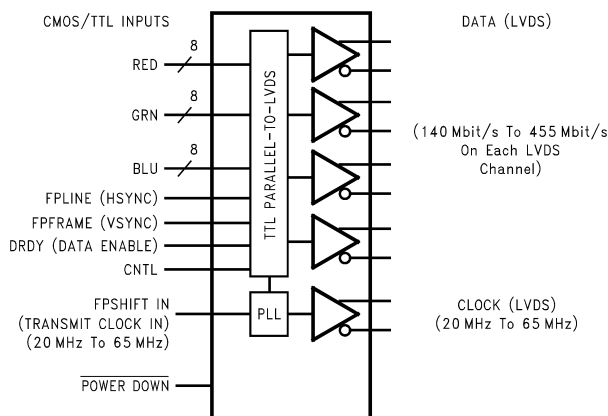 CMOS/TTL INPUTS
DATA (LVDS)
RED
8
GRN
8
BLU
8
FPLINE (HSYNC)
FPFRAME (VSYNC)
DRDY (DATA ENABLE)
CNTL
FPSHIFT IN
(TRANSMIT CLOCK IN)
(20 MHz To 65 MHz)
POWER DOWN
TTL PARALLEL-TO-LVDS
PLL
(140 Mbit/s To 455 Mbit/s
On Each LVDS
Channel)
CLOCK (LVDS)
(20 MHz To 65 MHz)